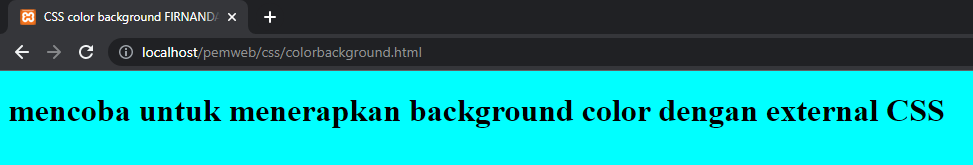 CSS color background FIRNANDA
localhost/pemweb/css/colorbackground.html
mencoba untuk menerapkan background color dengan external CSS